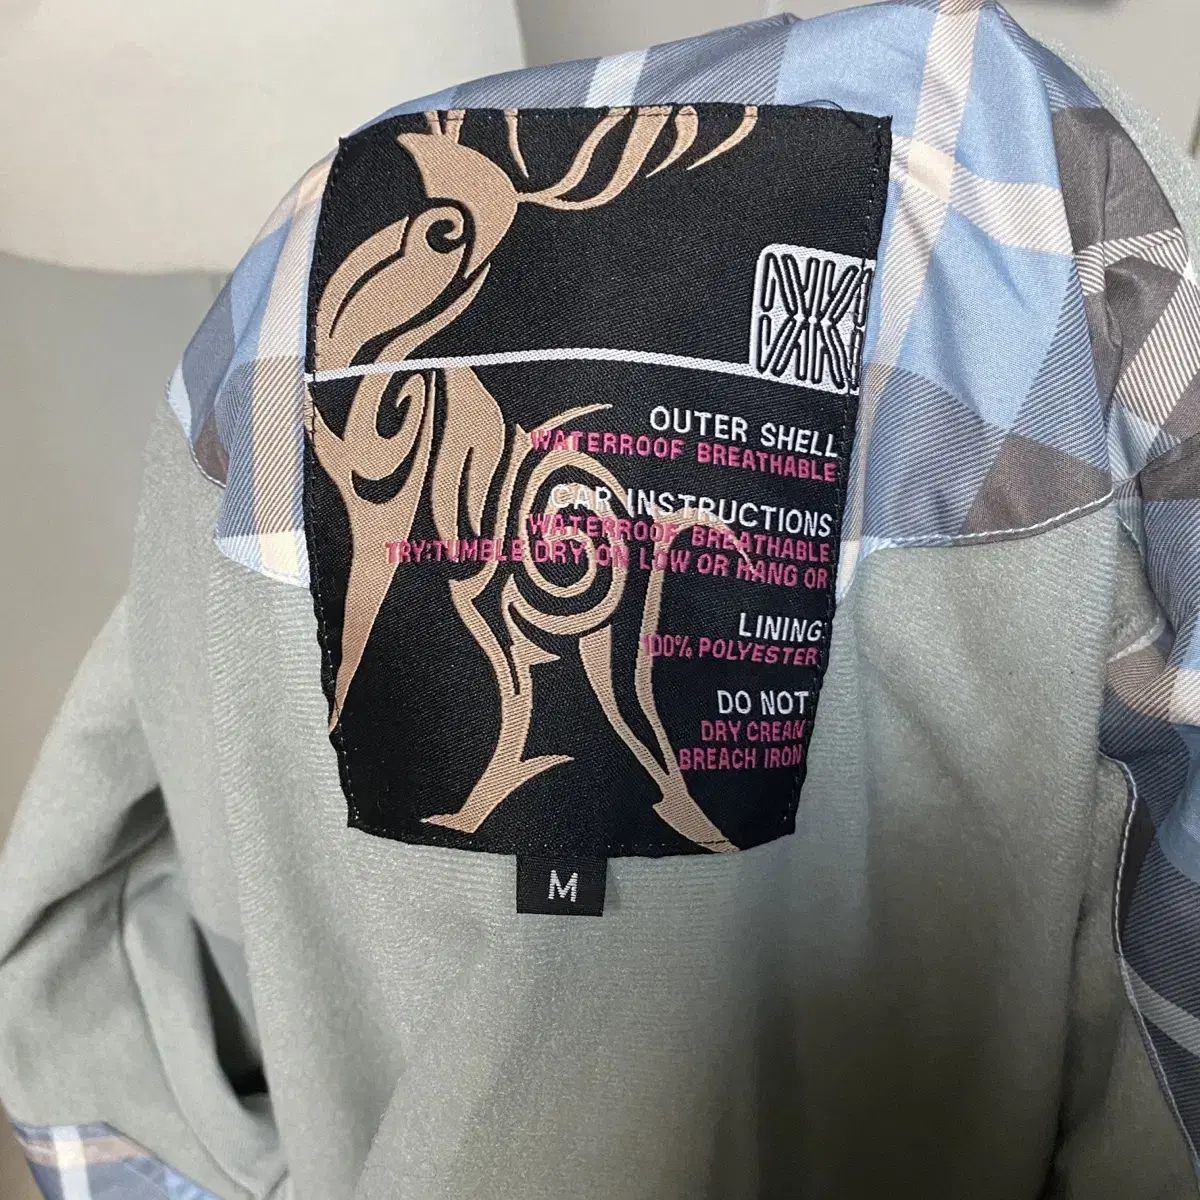 OUTER SHELL
WATERROOF BREATHABLE
CAR INSTRUCTIONS
WATERROOF BREATHABLE
TRY:TUMBLE DRY ON LOW OR HANG OR
LINING
100% POLYESTER
DO NOT
DRY CREAM
BREACH IRON
M